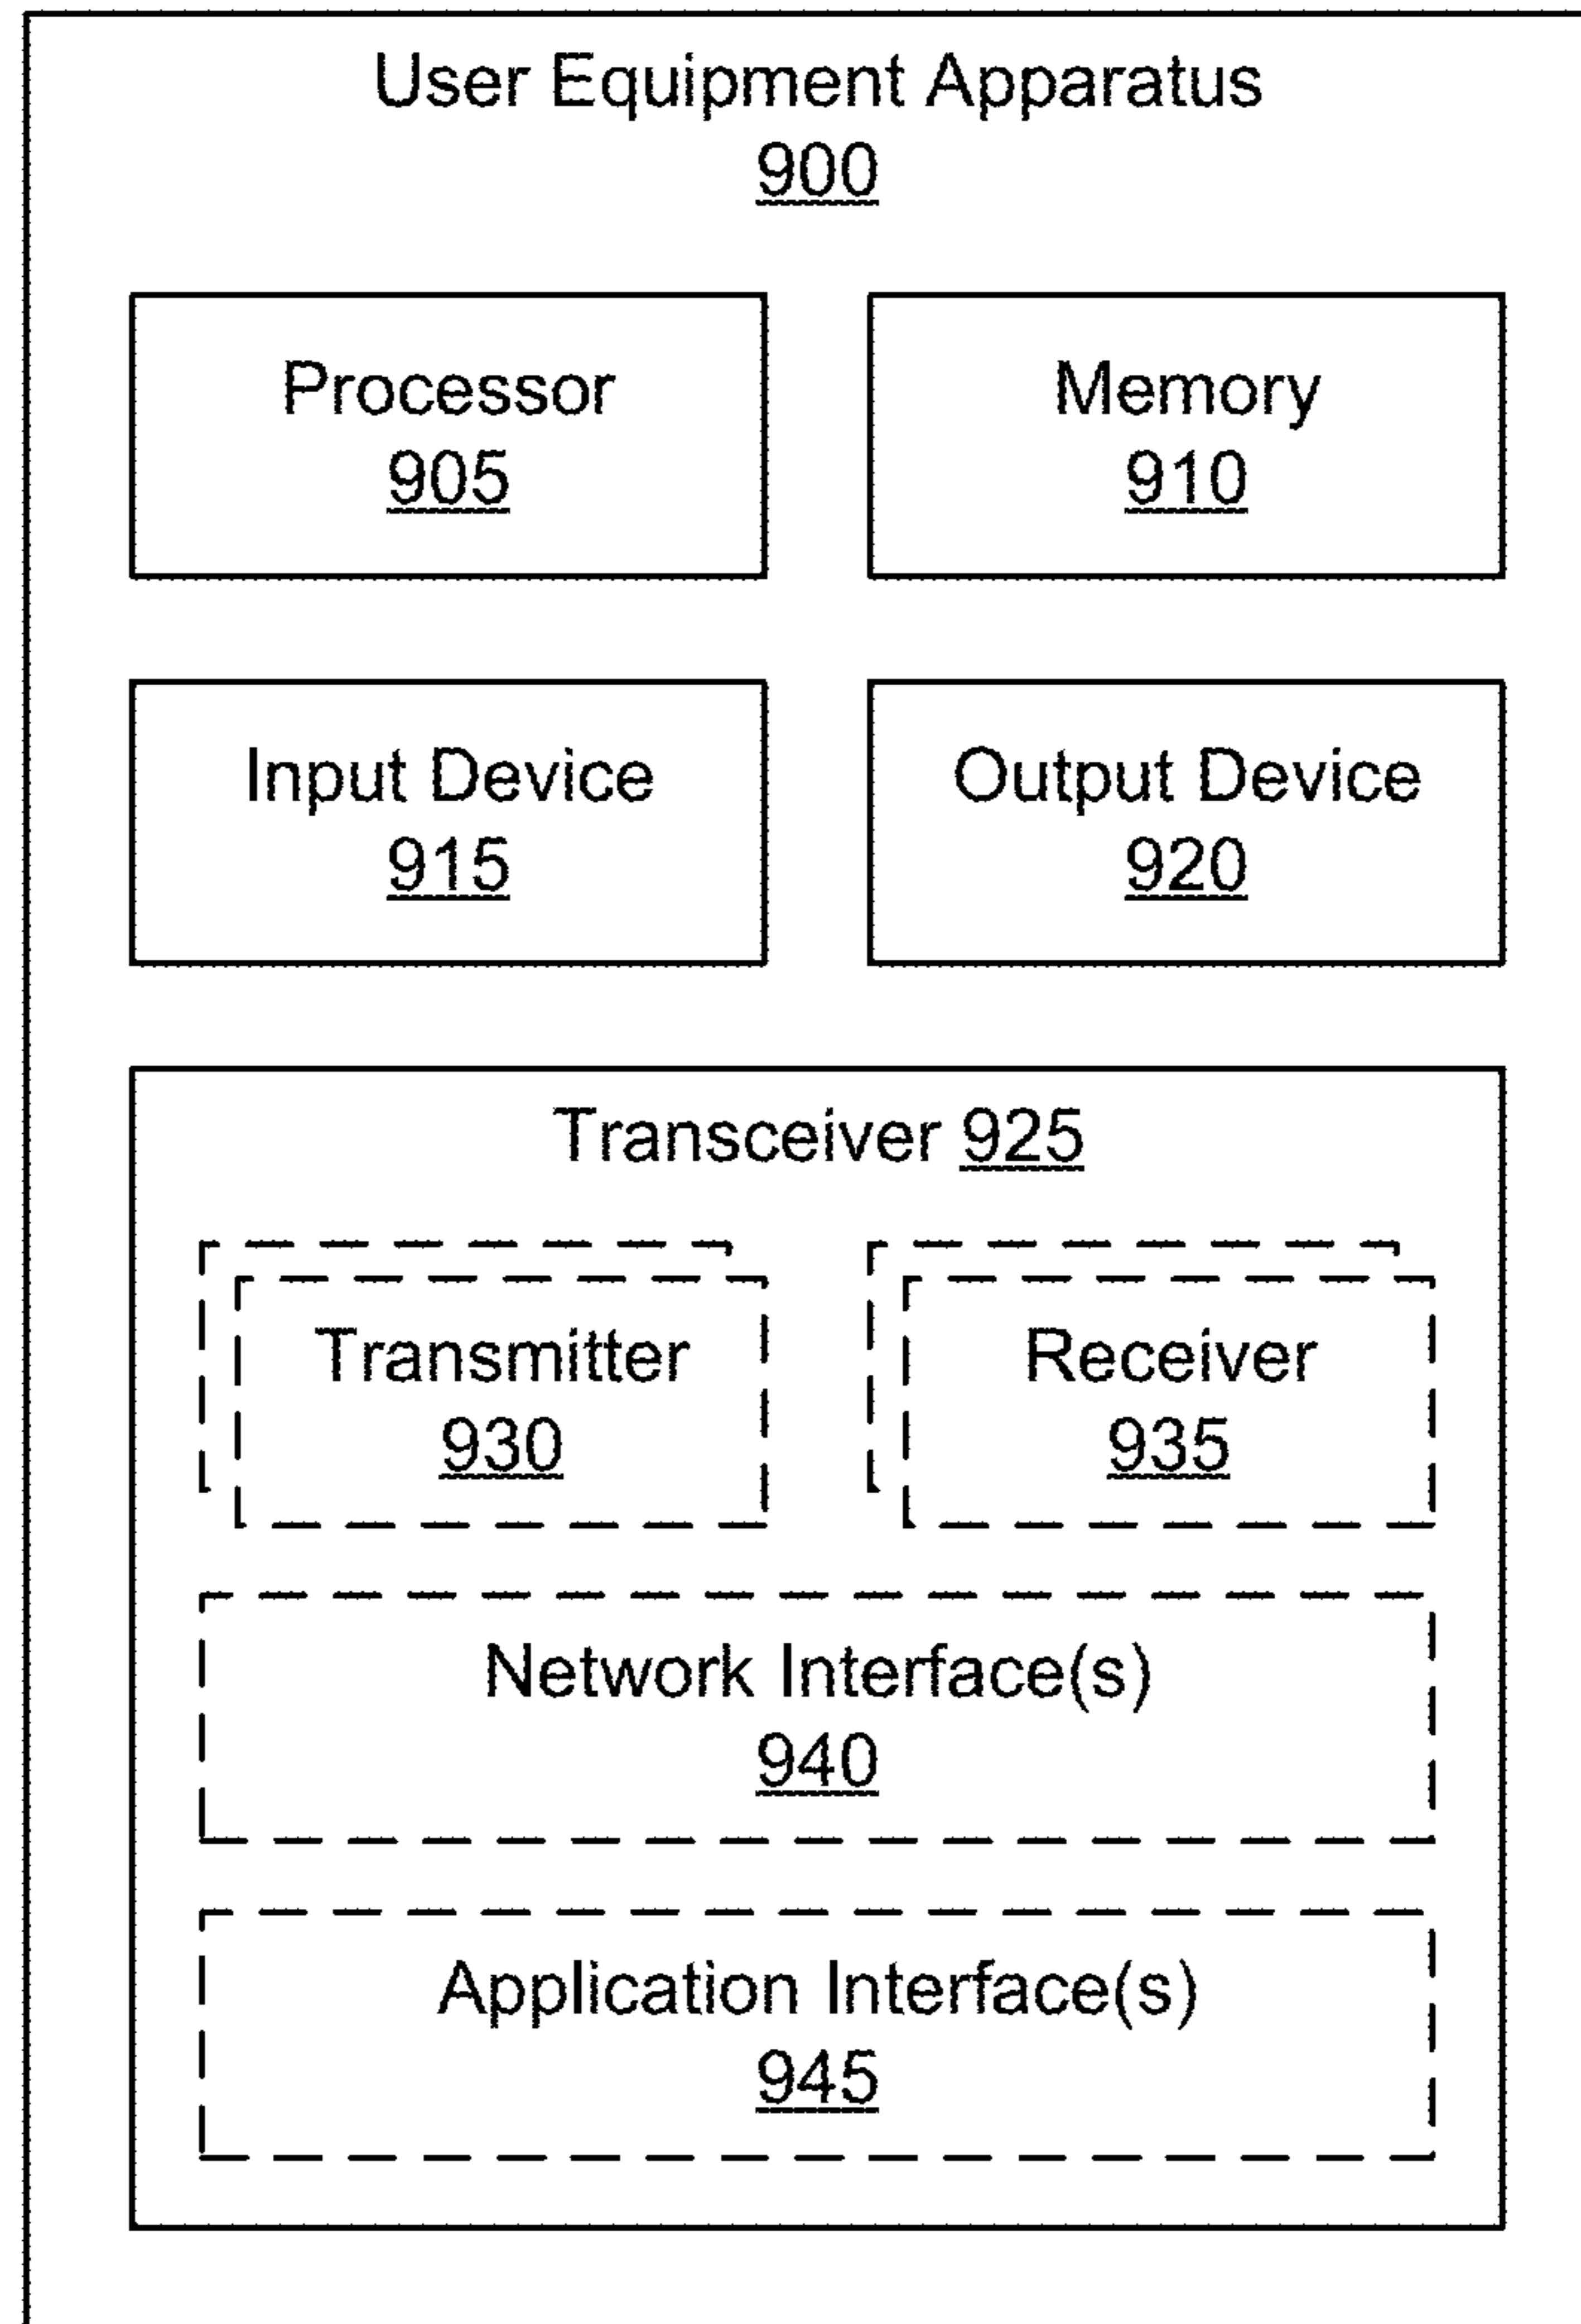 User Equipment Apparatus
900
Processor
905
Memory
910
Input Device
915
Output Device
920
Transceiver 925
Transmitter
930
Receiver
935
Network Interface(s)
940
Application Interface(s)
945